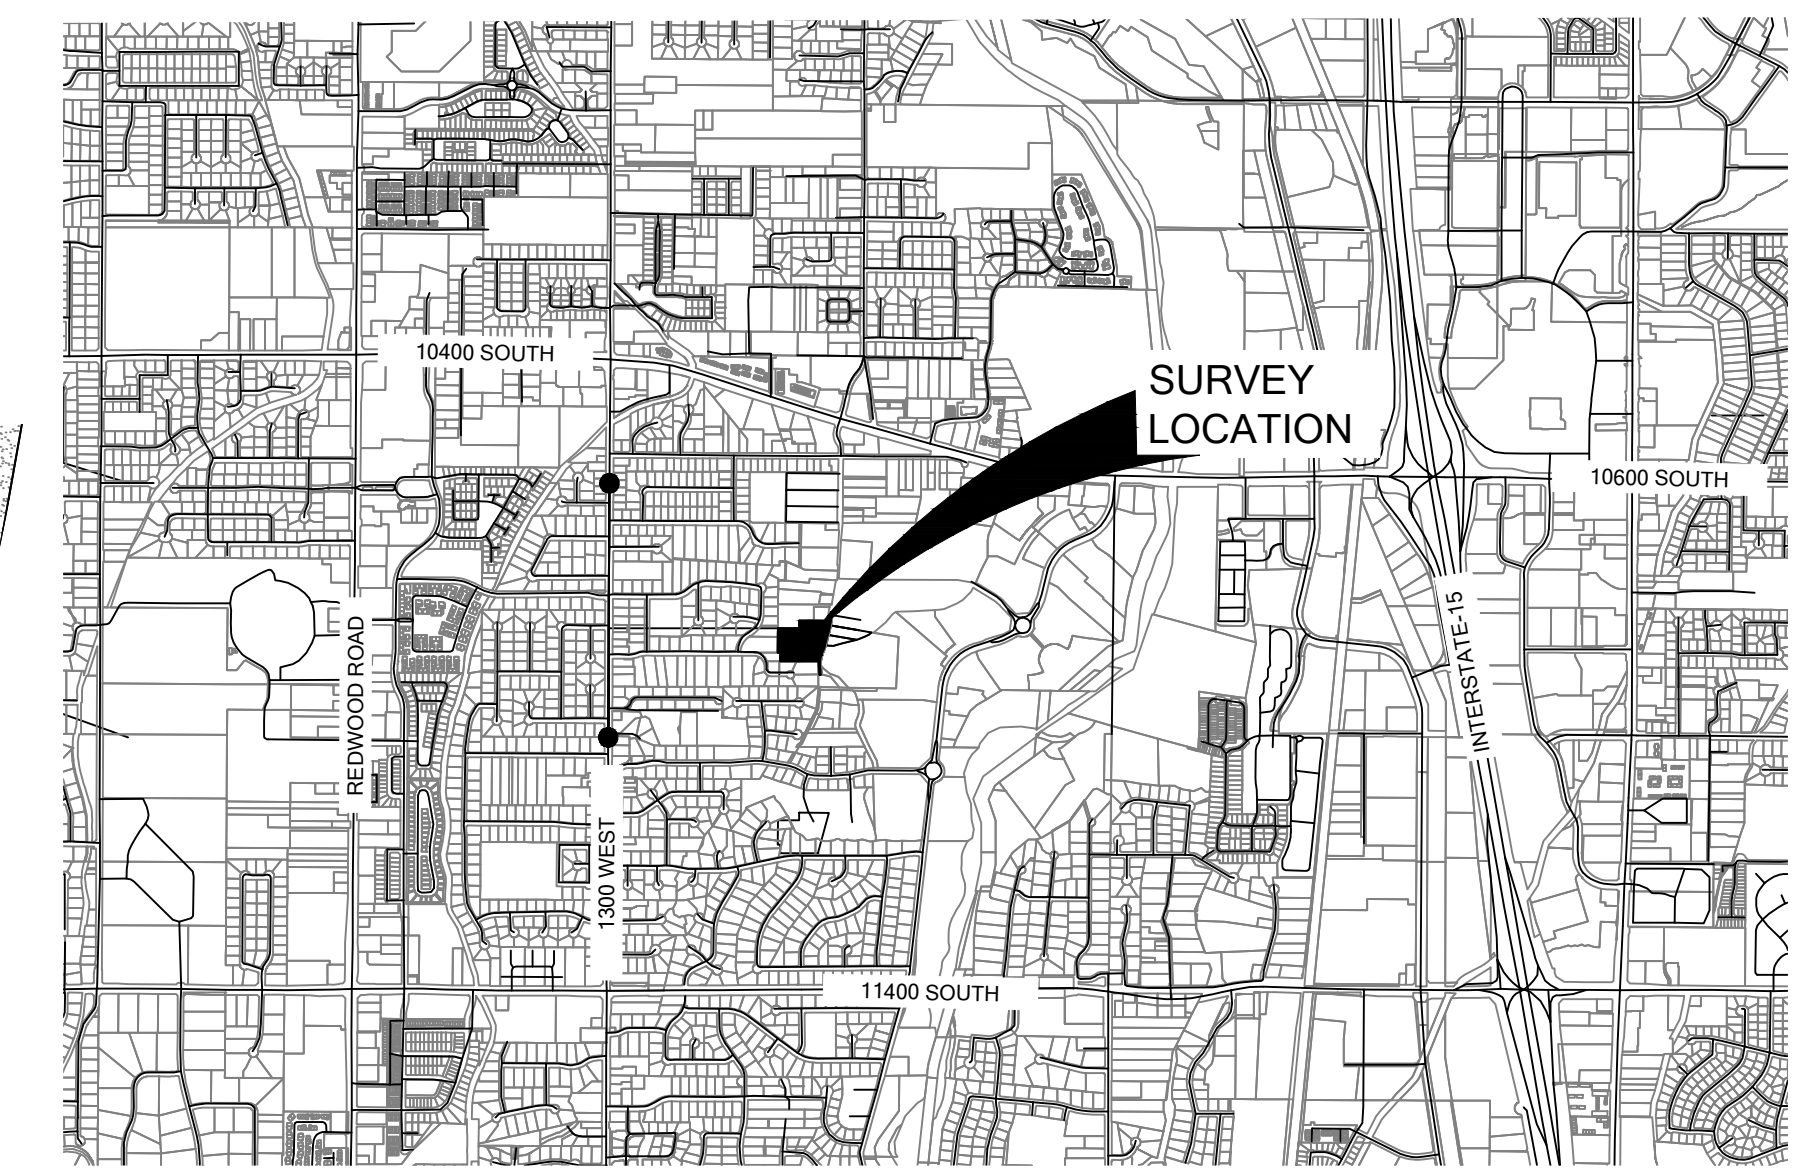 10400 SOUTH
SURVEY
LOCATION
10600 SOUTH
REDWOOD ROAD
INTERSTATE-15
1300 WEST
11400 SOUTH